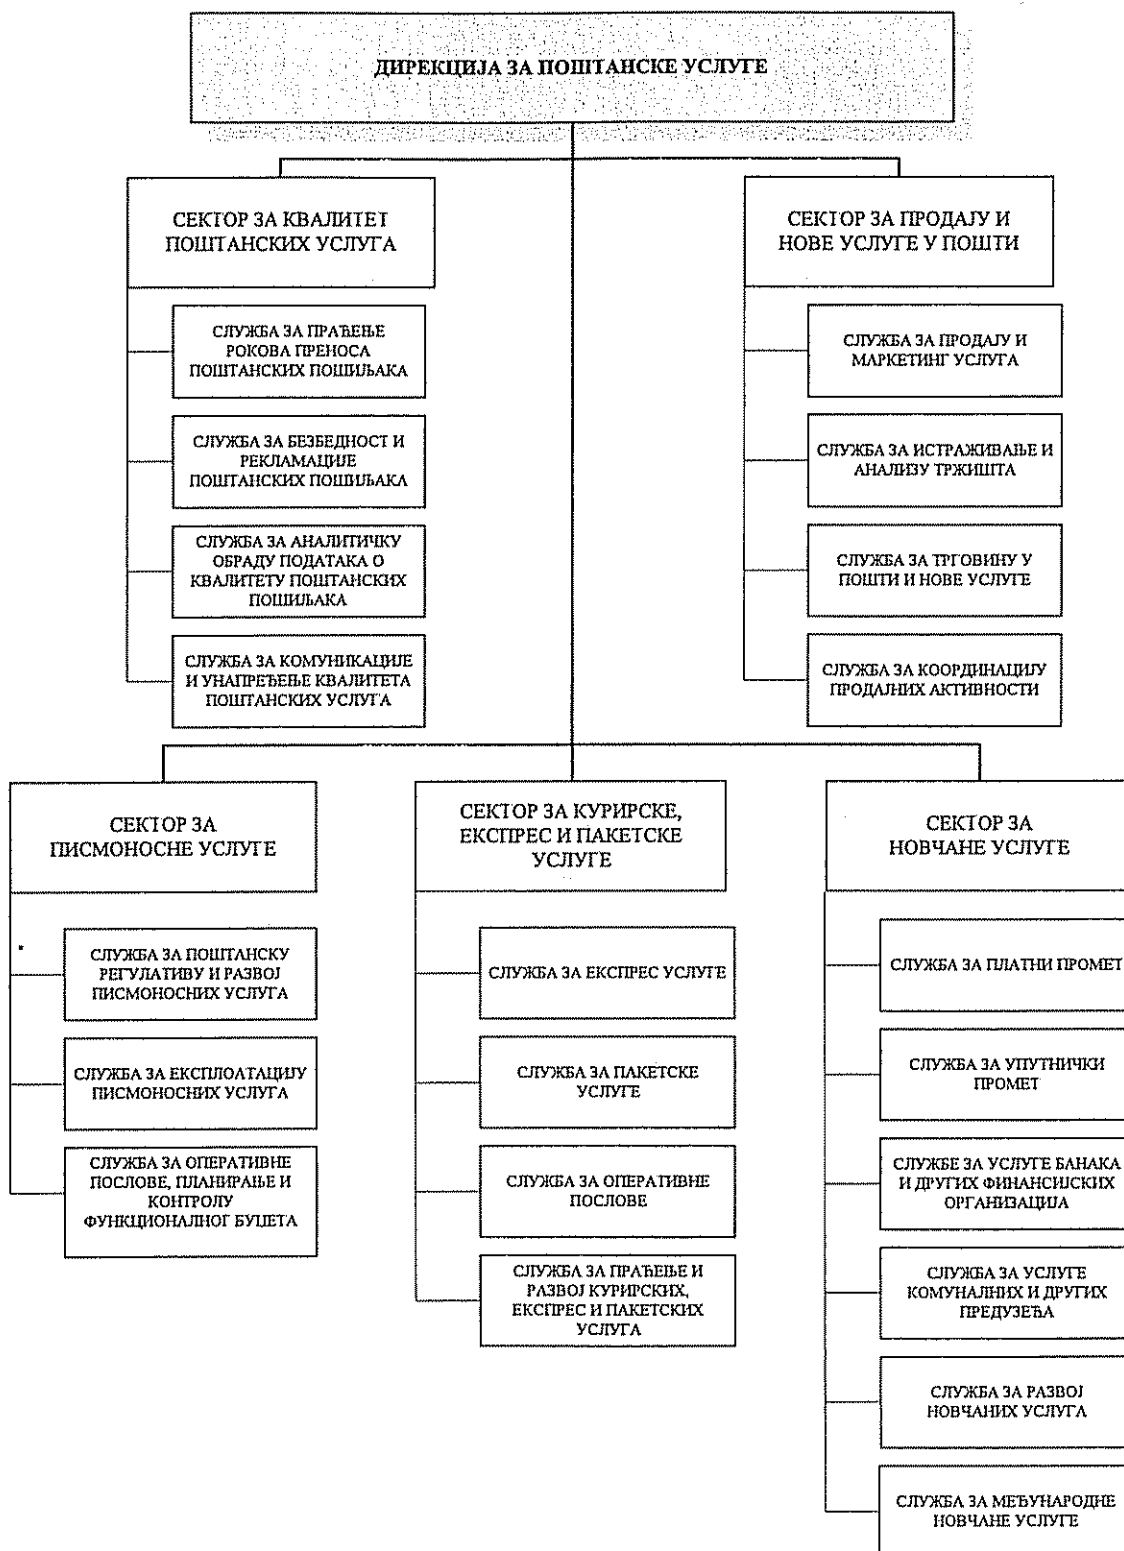 ДИРЕКЦИЈА ЗА ПОШТАНСКЕ УСЛУГЕ
СЕКТОР ЗА КВАЛИТЕТ
ПОШТАНСКИХ УСЛУГА
СЛУЖБА ЗА ПРАЋЕЊЕ
РОКОВА ПРЕНОСА
ПОШТАНСКИХ ПОШИЉАКА
СЛУЖБА ЗА БЕЗБЕДНОСТ И
РЕКЛАМАЦИЈЕ
ПОШТАНСКИХ ПОШИЉАКА
СЛУЖБА ЗА АНАЛИТИЧКУ
ОБРАДУ ПОДАТАКА О
КВАЛИТЕТУ ПОШТАНСКИХ
ПОШИЉАКА
СЛУЖБА ЗА КОМУНИКАЦИЈЕ
И УНАПРЕЂЕЊЕ КВАЛИТЕТА
ПОШТАНСКИХ УСЛУГА
СЕКТОР ЗА ПРОДАЈУ И
НОВЕ УСЛУГЕ У ПОШТИ
СЛУЖБА ЗА ПРОДАЈУ И
МАРКЕТИНГ УСЛУГА
СЛУЖБА ЗА ИСТРАЖИВАЊЕ И
АНАЛИЗУ ТРЖИШТА
СЛУЖБА ЗА ТРГОВИНУ У
ПОШТИ И НОВЕ УСЛУГЕ
СЛУЖБА ЗА КООРДИНАЦИЈУ
ПРОДАЈНИХ АКТИВНОСТИ
СЕКТОР ЗА
ПИСМОНОСНЕ УСЛУГЕ
СЛУЖБА ЗА ПОШТАНСКУ
РЕГУЛАТИВУ И РАЗВОЈ
ПИСМОНОСНИХ УСЛУГА
СЛУЖБА ЗА ЕКСПЛОАТАЦИЈУ
ПИСМОНОСНИХ УСЛУГА
СЛУЖБА ЗА ОПЕРАТИВНЕ
ПОСЛОВЕ, ПЛАНИРАЊЕ И
КОНТРОЛУ
ФУНКЦИОНАЛНОГ БУЏЕТА
СЕКТОР ЗА КУРИРСКЕ,
ЕКСПРЕС И ПАКЕТСКЕ
УСЛУГЕ
СЛУЖБА ЗА ЕКСПРЕС УСЛУГЕ
СЛУЖБА ЗА ПАКЕТСКЕ
УСЛУГЕ
СЛУЖБА ЗА ОПЕРАТИВНЕ
ПОСЛОВЕ
СЛУЖБА ЗА ПРАЋЕЊЕ И
РАЗВОЈ КУРИРСКИХ,
ЕКСПРЕС И ПАКЕТСКИХ
УСЛУГА
СЕКТОР ЗА
НОВЧАНЕ УСЛУГЕ
СЛУЖБА ЗА ПЛАТНИ ПРОМЕТ
СЛУЖБА ЗА УПУТНИЧКИ
ПРОМЕТ
СЛУЖБЕ ЗА УСЛУГЕ БАНАКА
И ДРУГИХ ФИНАНСИЈСКИХ
ОРГАНИЗАЦИЈА
СЛУЖБА ЗА УСЛУГЕ
КОМУНАЛНИХ И ДРУГИХ
ПРЕДУЗЕЋА
СЛУЖБА ЗА РАЗВОЈ
НОВЧАНИХ УСЛУГА
СЛУЖБА ЗА МЕЂУНАРОДНЕ
НОВЧАНЕ УСЛУГЕ